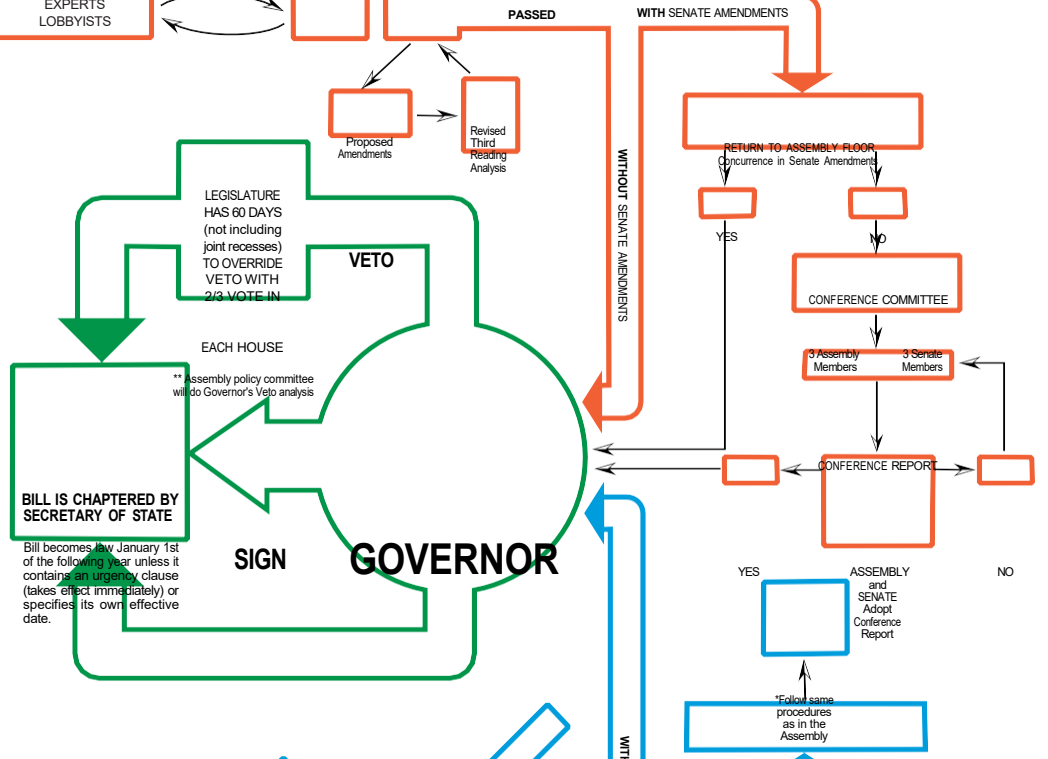 EXPERTS
LOBBYISTS
PASSED
WITH SENATE AMENDMENTS
Proposed
Amendments
Revised
Third
Reading
Analysis
WITHOUT SENATE AMENDMENTS
RETURN TO ASSEMBLY FLOOR
Concurrence in Senate Amendments
YES
NO
CONFERENCE COMMITTEE
3 Assembly
Members
3 Senate
Members
CONFERENCE REPORT
YES
ASSEMBLY
and
SENATE
Adopt
Conference
Report
NO
LEGISLATURE
HAS 60 DAYS
(not including
joint recesses)
TO OVERRIDE
VETO WITH
2/3 VOTE IN
EACH HOUSE
VETO
** Assembly policy committee
will do Governor's Veto analysis
BILL IS CHAPTERED BY
SECRETARY OF STATE
Bill becomes law January 1st
of the following year unless it
contains an urgency clause
(takes effect immediately) or
specifies its own effective
date.
SIGN
GOVERNOR
*Follow same
procedures
as in the
Assembly